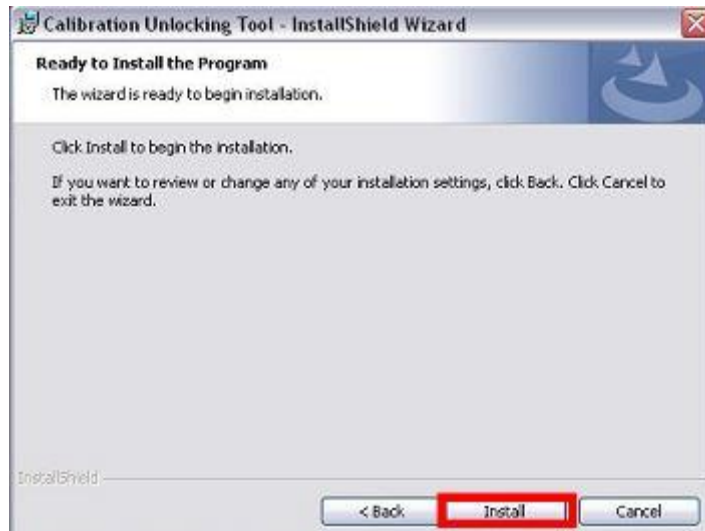 Calibration Unlocking Tool - InstallShield Wizard
Ready to Install the Program
The wizard is ready to begin installation.
Click Install to begin the installation.
If you want to review or change any of your installation settings, click Back. Click Cancel to
exit the wizard.
InstallShield
< Back Install Cancel